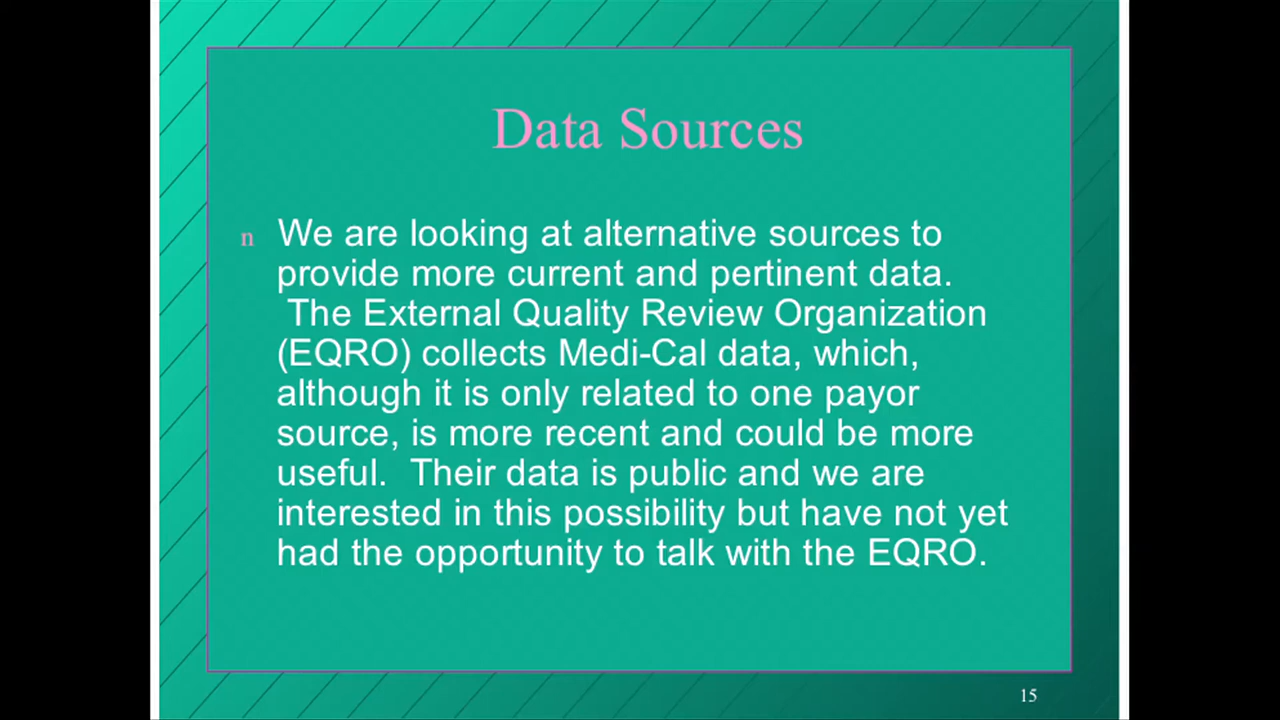 Data Sources
n We are looking at alternative sources to
provide more current and pertinent data.
The External Quality Review Organization
(EQRO) collects Medi-Cal data, which,
although it is only related to one payor
source, is more recent and could be more
useful. Their data is public and we are
interested in this possibility but have not yet
had the opportunity to talk with the EQRO.
15